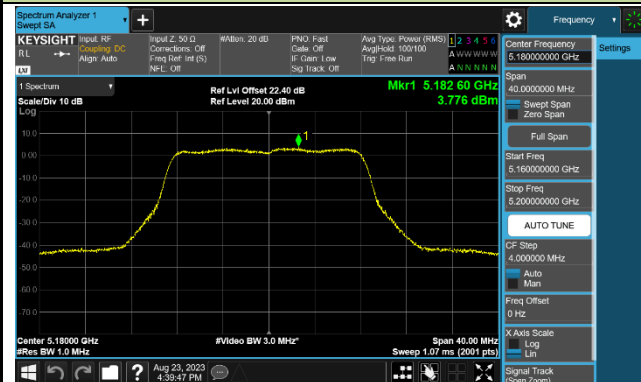 Spectrum Analyzer 1
Swept SA
Frequency
KEYSIGHT
Input: RF
Input Z: 50 Ω
#Atten: 20 dB
PNO: Fast
Avg Type: Power (RMS)
1 2 3 4 5 6
RL
Coupling: DC
Corrections: Off
Gate: Off
Avg|Hold: 100/100
A W W W W W
Align: Auto
Freq Ref: Int (S)
IF Gain: Low
Trig: Free Run
NFE: Off
Sig Track: Off
A N N N N N
Center Frequency
5.180000000 GHz
Settings
Span
40.0000000 MHz
Swept Span
Zero Span
Full Span
Start Freq
5.160000000 GHz
Stop Freq
5.200000000 GHz
AUTO TUNE
CF Step
4.000000 MHz
Auto
Man
Freq Offset
0 Hz
X Axis Scale
Log
Lin
Signal Track
(Span Zoom)
1 Spectrum
Ref Lvl Offset 22.40 dB
Mkr1 5.182 60 GHz
Scale/Div 10 dB
Ref Level 20.00 dBm
3.776 dBm
Log
10.0
1
0.00
-10.0
-20.0
-30.0
-40.0
-50.0
-60.0
-70.0
Center 5.18000 GHz
#Video BW 3.0 MHz*
Span 40.00 MHz
#Res BW 1.0 MHz
Sweep 1.07 ms (2001 pts)
Aug 23, 2023
4:39:47 PM